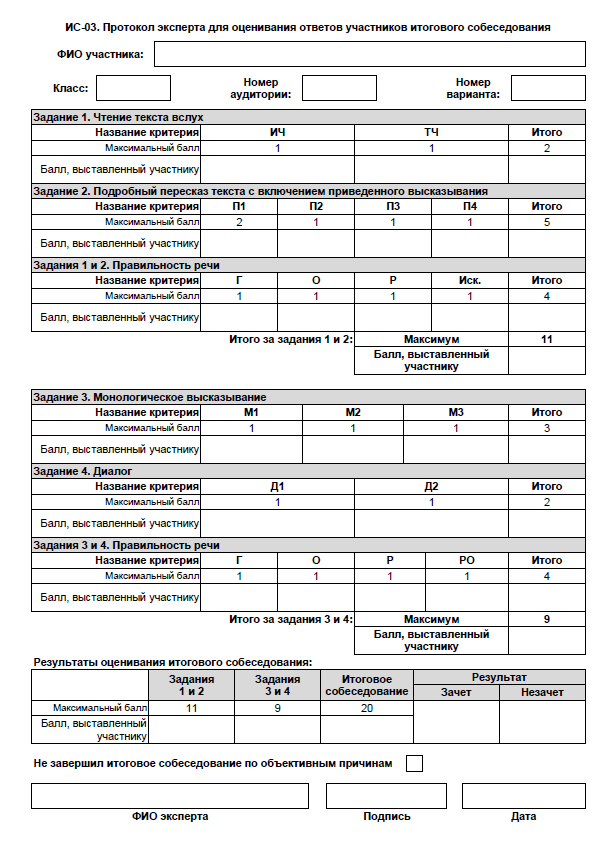 ИС-03. Протокол эксперта для оценивания ответов участников итогового собеседования
ФИО участника:
Класс: Номер аудитории: Номер варианта:
Задание 1. Чтение текста вслух
Название критерия ИЧ ТЧ Итого
Максимальный балл 1 1 2
Балл, выставленный участнику
Задание 2. Подробный пересказ текста с включением приведенного высказывания
Название критерия П1 П2 П3 П4 Итого
Максимальный балл 2 1 1 1 5
Балл, выставленный участнику
Задания 1 и 2. Правильность речи
Название критерия Г О Р Иск. Итого
Максимальный балл 1 1 1 1 4
Балл, выставленный участнику
Итого за задания 1 и 2: Максимум 11
Балл, выставленный
участнику
Задание 3. Монологическое высказывание
Название критерия М1 М2 М3 Итого
Максимальный балл 1 1 1 3
Балл, выставленный участнику
Задание 4. Диалог
Название критерия Д1 Д2 Итого
Максимальный балл 1 1 2
Балл, выставленный участнику
Задания 3 и 4. Правильность речи
Название критерия Г О Р РО Итого
Максимальный балл 1 1 1 1 4
Балл, выставленный участнику
Итого за задания 3 и 4: Максимум 9
Балл, выставленный
участнику
Результаты оценивания итогового собеседования:
Задания 1 и 2 Задания 3 и 4 Итоговое собеседование Результат
Зачет Незачет
Максимальный балл 11 9 20
Балл, выставленный
участнику
Не завершил итоговое собеседование по объективным причинам
ФИО эксперта Подпись Дата